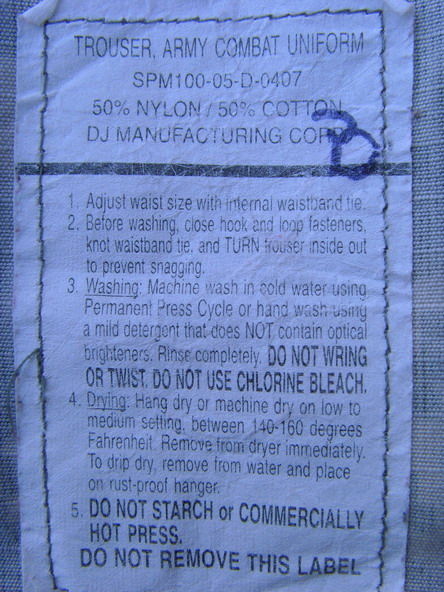 TROUSER, ARMY COMBAT UNIFORM
SPM100-05-D-0407
50% NYLON / 50% COTTON
DJ MANUFACTURING CORP
1. Adjust waist size with internal waistband tie.
2. Before washing, close hook and loop fasteners,
knot waistband tie, and TURN trouser inside out
to prevent snagging.
3. Washing: Machine wash in cold water using
Permanent Press Cycle or hand wash using
a mild detergent that does NOT contain optical
brighteners. Rinse completely. DO NOT WRING
OR TWIST. DO NOT USE CHLORINE BLEACH.
4. Drying: Hang dry or machine dry on low to
medium setting, between 140-160 degrees
Fahrenheit. Remove from dryer immediately.
To drip dry, remove from water and place
on rust-proof hanger.
5. DO NOT STARCH or COMMERCIALLY
HOT PRESS.
DO NOT REMOVE THIS LABEL